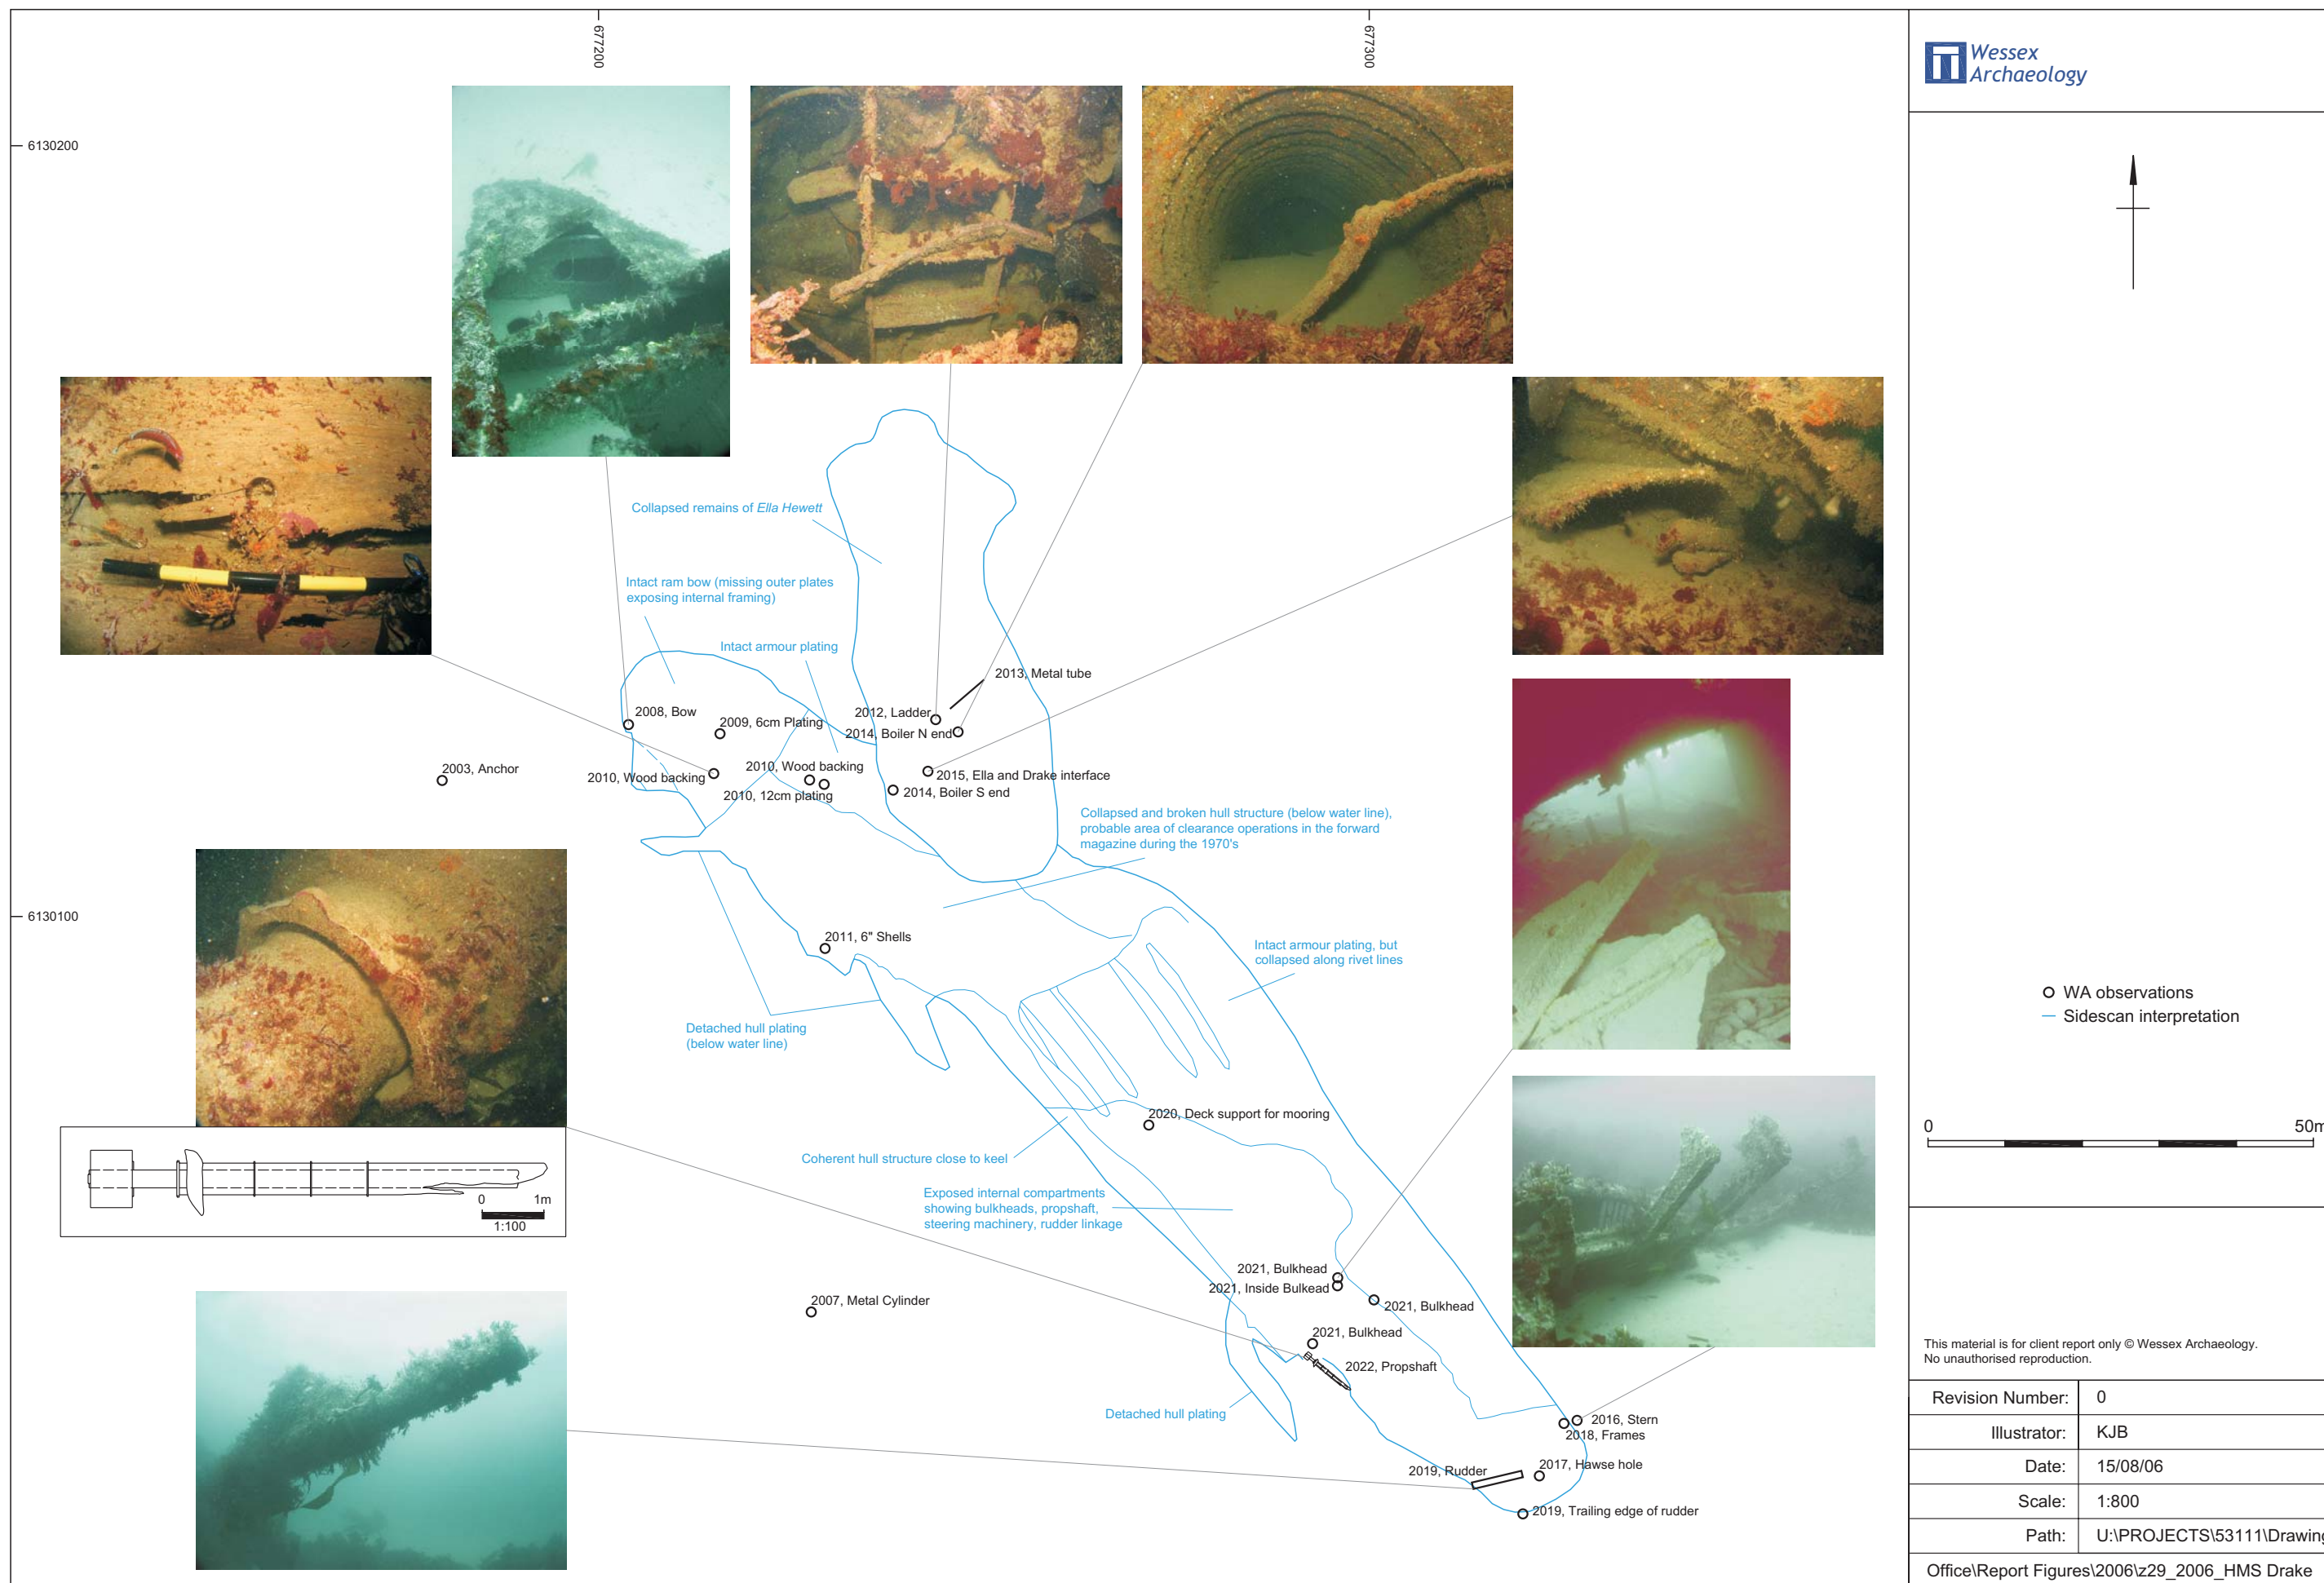 677200
677300
Wessex
Archaeology
6130200
Collapsed remains of Ella Hewett
Intact ram bow (missing outer plates
exposing internal framing)
Intact armour plating
2013, Metal tube
2008, Bow
2012, Ladder
2009, 6cm Plating
2014, Boiler N end
2003, Anchor
2010, Wood backing
2010, Wood backing
2015, Ella and Drake interface
2010, 12cm plating
2014, Boiler S end
Collapsed and broken hull structure (below water line),
probable area of clearance operations in the forward
magazine during the 1970's
6130100
2011, 6" Shells
Intact armour plating, but
collapsed along rivet lines
Detached hull plating
(below water line)
WA observations
Sidescan interpretation
2020, Deck support for mooring
0
50m
Coherent hull structure close to keel
Exposed internal compartments
showing bulkheads, propshaft,
steering machinery, rudder linkage
0
1m
1:100
2021, Bulkhead
2021, Inside Bulkead
2007, Metal Cylinder
2021, Bulkhead
2021, Bulkhead
2022, Propshaft
Detached hull plating
2016, Stern
2018, Frames
2017, Hawse hole
2019, Rudder
2019, Trailing edge of rudder
This material is for client report only © Wessex Archaeology.
No unauthorised reproduction.
Revision Number: 0
Illustrator: KJB
Date: 15/08/06
Scale: 1:800
Path: U:\PROJECTS\53111\Drawing
Office\Report Figures\2006\z29_2006_HMS Drake